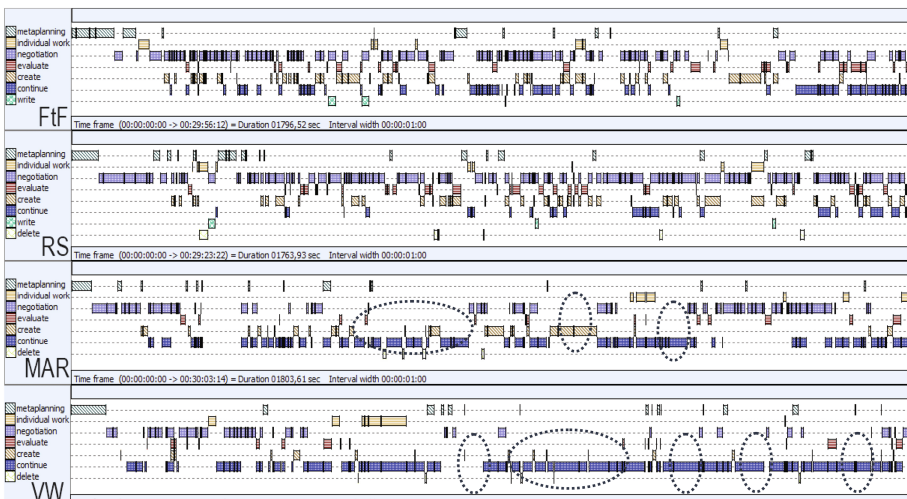 metaplanning
individual work
negotiation
evaluate
create
continue
write
FtF
Time frame (00:00:00:00 -> 00:29:56:12) = Duration 01796,52 sec Interval width 00:00:01:00
metaplanning
individual work
negotiation
evaluate
create
continue
write
delete
RS
Time frame (00:00:00:00 -> 00:29:23:22) = Duration 01763,93 sec Interval width 00:00:01:00
metaplanning
individual work
negotiation
evaluate
create
continue
delete
MAR
Time frame (00:00:00:00 -> 00:30:03:14) = Duration 01803,61 sec Interval width 00:00:01:00
metaplanning
individual work
negotiation
evaluate
create
continue
delete
VW